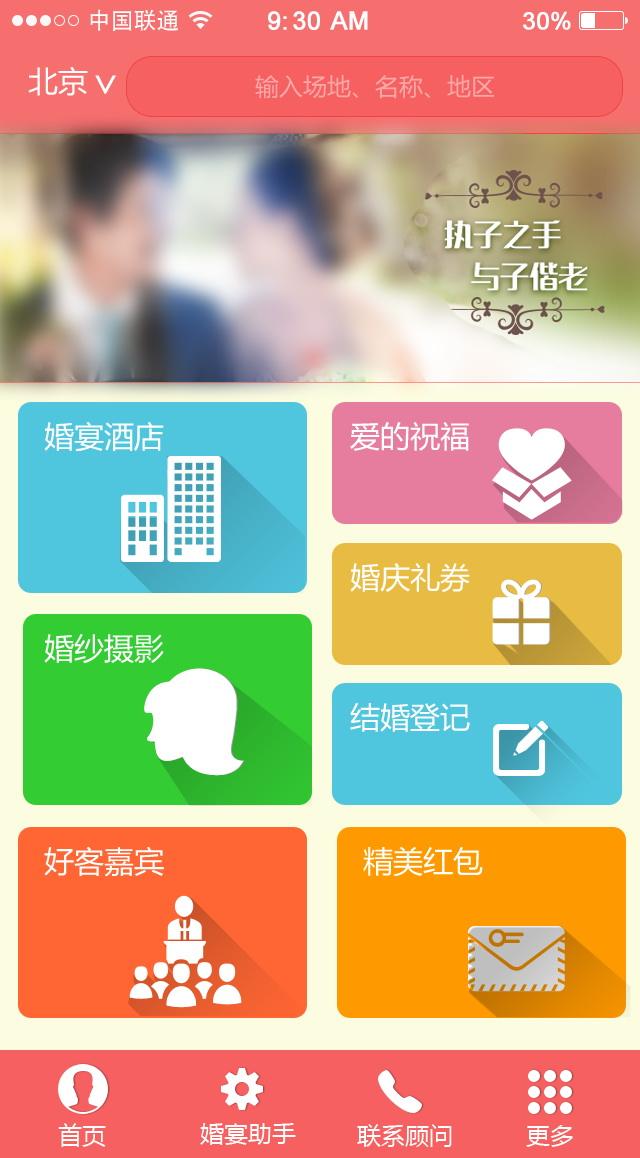 中国联通 9:30 AM 30%
北京 输入场地、名称、地区
执子之手
与子偕老
婚宴酒店
爱的祝福
婚庆礼券
婚纱摄影
结婚登记
好客嘉宾
精美红包
首页 婚宴助手 联系顾问 更多